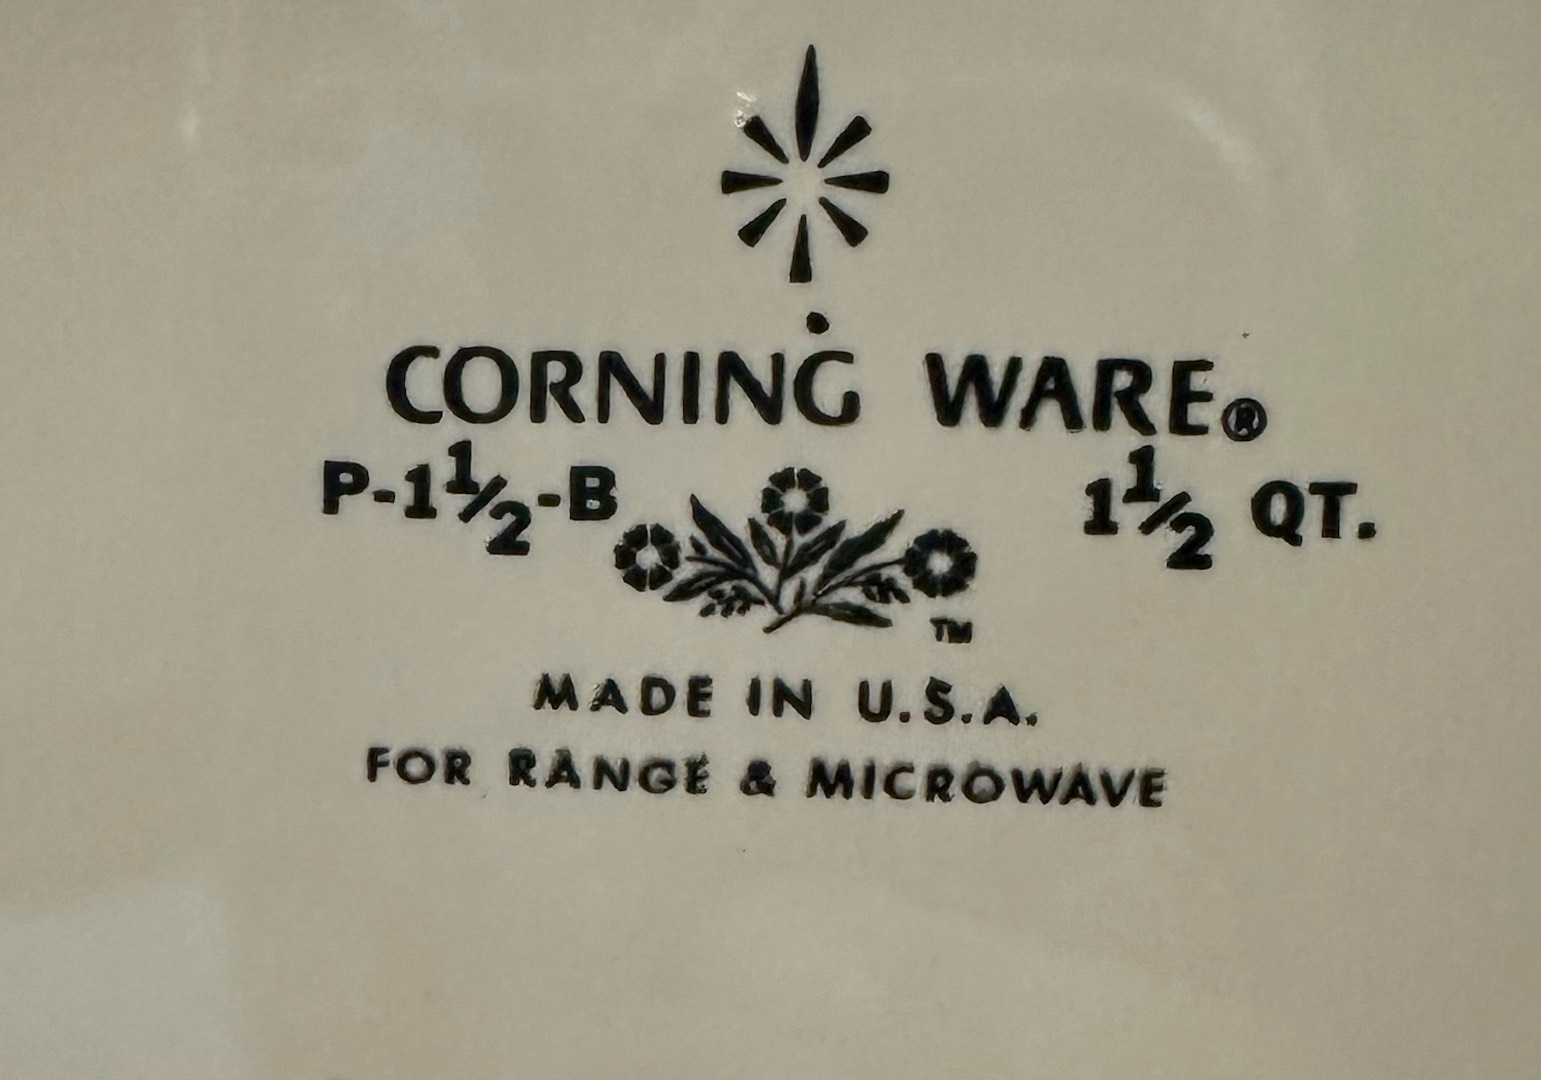 CORNING WARE®
P-1½-B 1½ QT.
TM
MADE IN U.S.A.
FOR RANGE & MICROWAVE